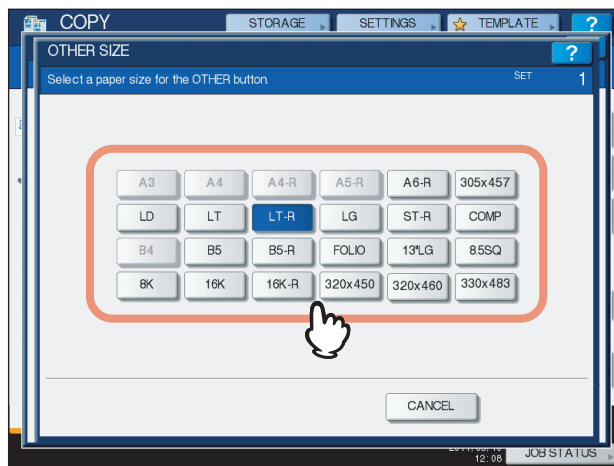 COPY STORAGE SETTINGS TEMPLATE ?
OTHER SIZE ?
Select a paper size for the OTHER button. SET 1
A3 A4 A4-R A5-R A6-R 305x457
LD LT LT-R LG ST-R COMP
B4 B5 B5-R FOLIO 13"LG 8.5SQ
8K 16K 16K-R 320x450 320x460 330x483
CANCEL
12:08 JOB STATUS